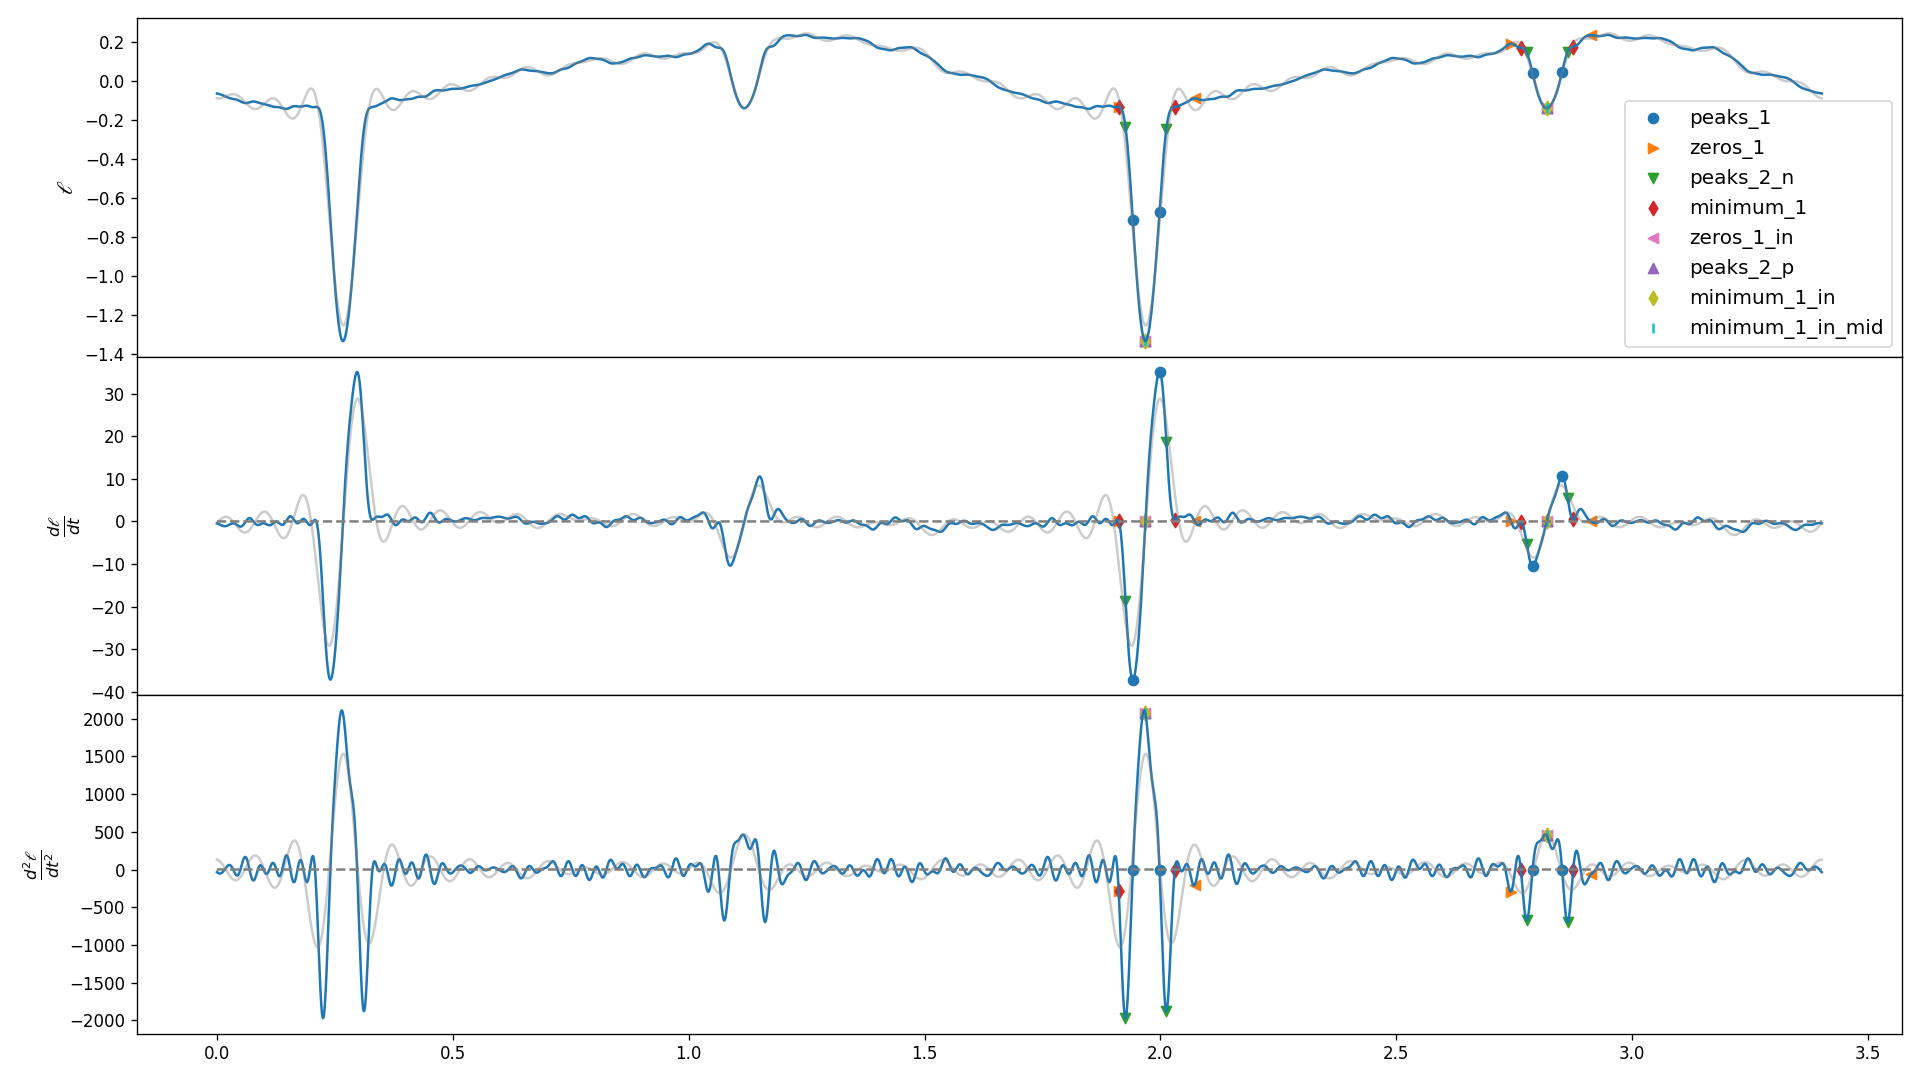 0.2
0.0
−0.2
−0.4
−0.6
−0.8
−1.0
−1.2
−1.4
ℓ
peaks_1
zeros_1
peaks_2_n
minimum_1
zeros_1_in
peaks_2_p
minimum_1_in
minimum_1_in_mid
30
20
10
0
−10
−20
−30
−40
dℓ
dt
2000
1500
1000
500
0
−500
−1000
−1500
−2000
d²ℓ
dt²
0.0 0.5 1.0 1.5 2.0 2.5 3.0 3.5